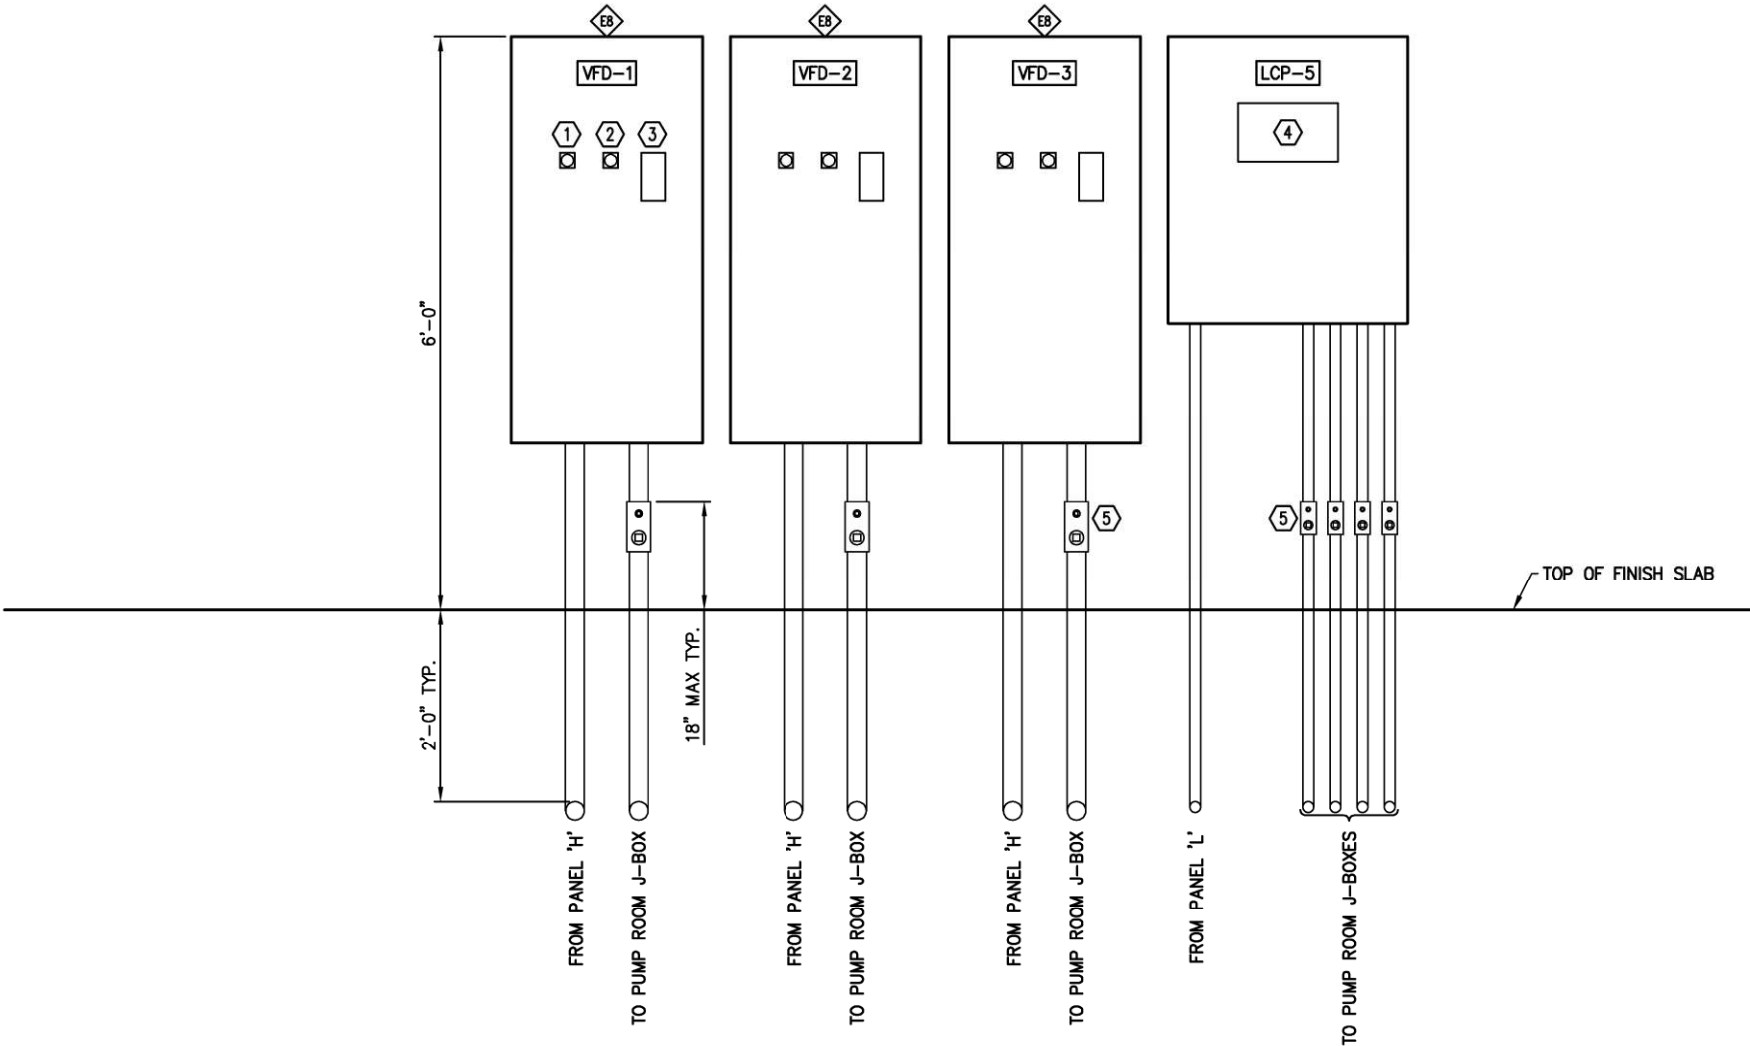 E8
E8
E8
VFD-1
VFD-2
VFD-3
LCP-5
1
2
3
4
6'-0"
5
5
TOP OF FINISH SLAB
2'-0" TYP.
18" MAX TYP.
FROM PANEL 'H'
TO PUMP ROOM J-BOX
FROM PANEL 'H'
TO PUMP ROOM J-BOX
FROM PANEL 'H'
TO PUMP ROOM J-BOX
FROM PANEL 'L'
TO PUMP ROOM J-BOXES